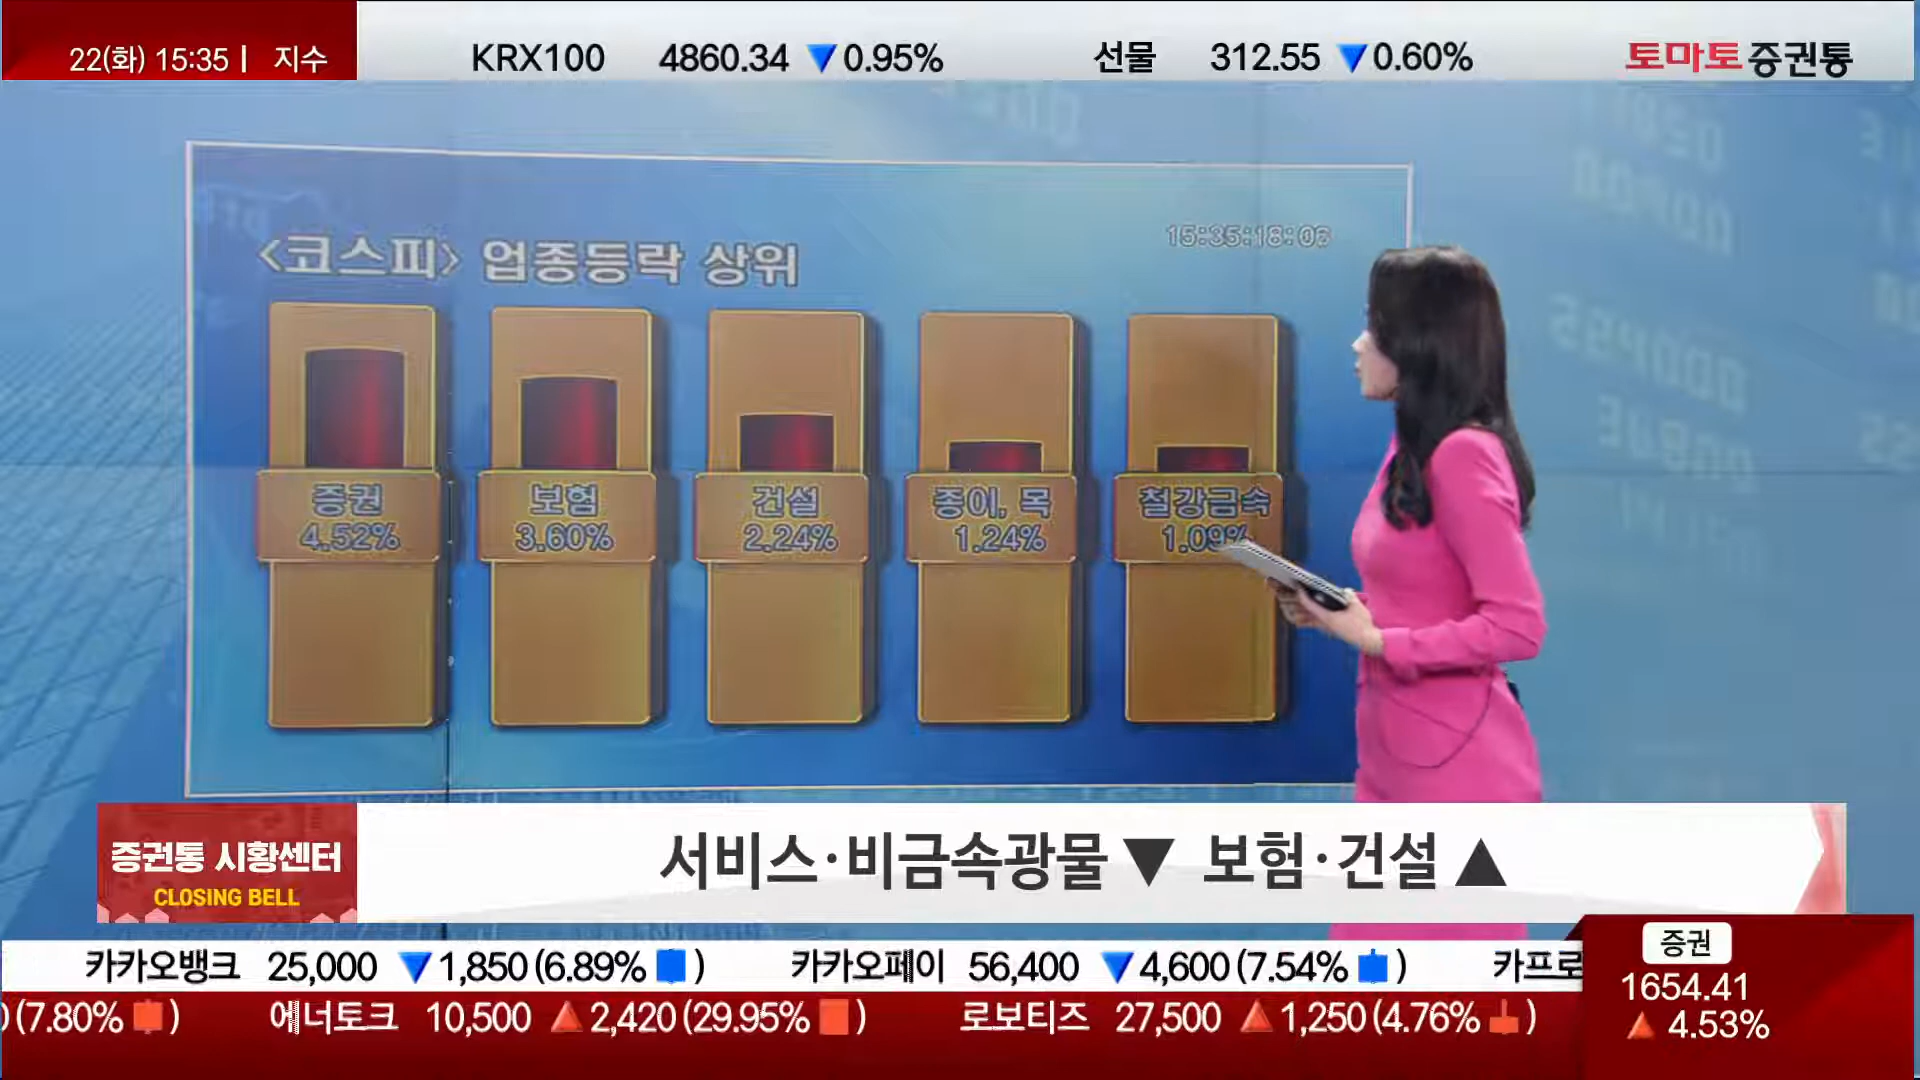 22(화) 15:35 | 지수 KRX100 4860.34 ▼0.95% 선물 312.55 ▼0.60% 토마토증권통
<코스피> 업종등락 상위
증권 보험 건설 종이, 목 철강금속
4.52% 3.60% 2.24% 1.24% 1.09%
증권통 시황센터
CLOSING BELL
서비스·비금속광물▼ 보험·건설▲
카카오뱅크 25,000 ▼1,850(6.89%) 카카오페이 56,400 ▼4,600(7.54%) 카프로
(7.80%) 에너토크 10,500 ▲2,420(29.95%) 로보티즈 27,500 ▲1,250(4.76%)
증권
1654.41
▲ 4.53%